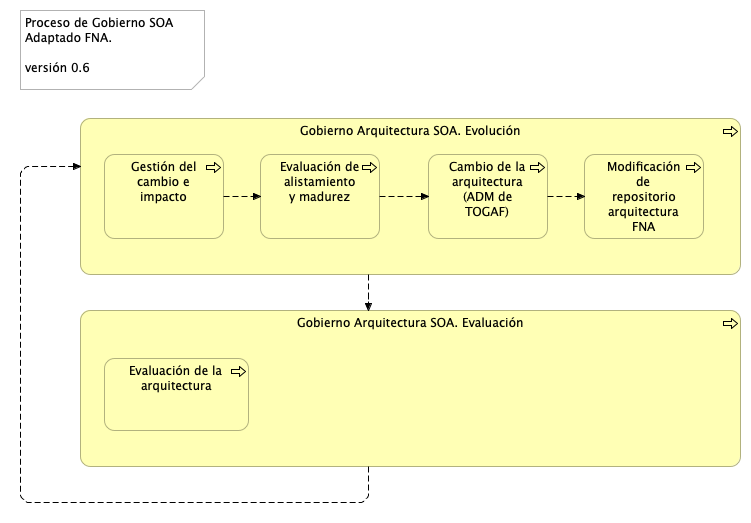 Proceso de Gobierno SOA
Adaptado FNA.
versión 0.6
Gobierno Arquitectura SOA. Evolución
Gestión del
cambio e
impacto
Evaluación de
alistamiento
y madurez
Cambio de la
arquitectura
(ADM de
TOGAF)
Modificación
de
repositorio
arquitectura
FNA
Gobierno Arquitectura SOA. Evaluación
Evaluación de la
arquitectura